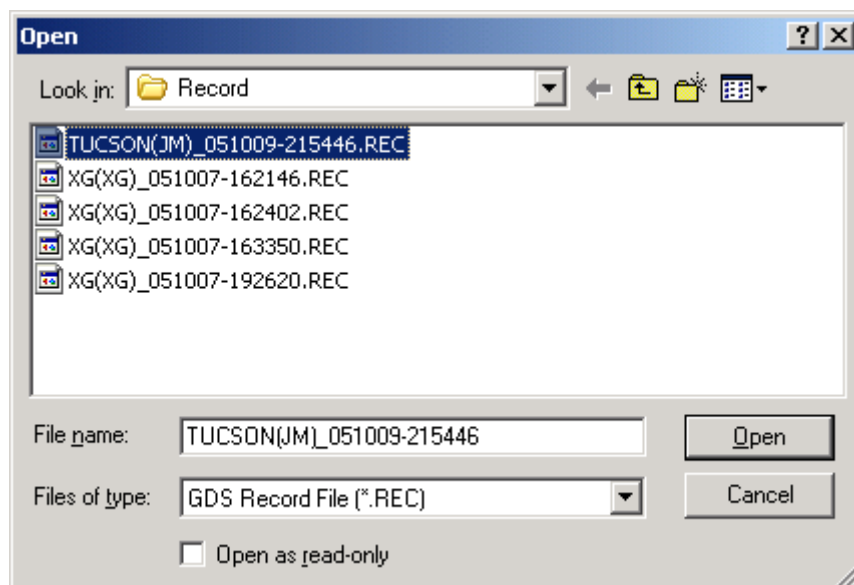 Open
Look in: Record
TUCSON(JM)_051009-215446.REC
XG(XG)_051007-162146.REC
XG(XG)_051007-162402.REC
XG(XG)_051007-163350.REC
XG(XG)_051007-192620.REC
File name: TUCSON(JM)_051009-215446 Open
Files of type: GDS Record File (*.REC) Cancel
Open as read-only